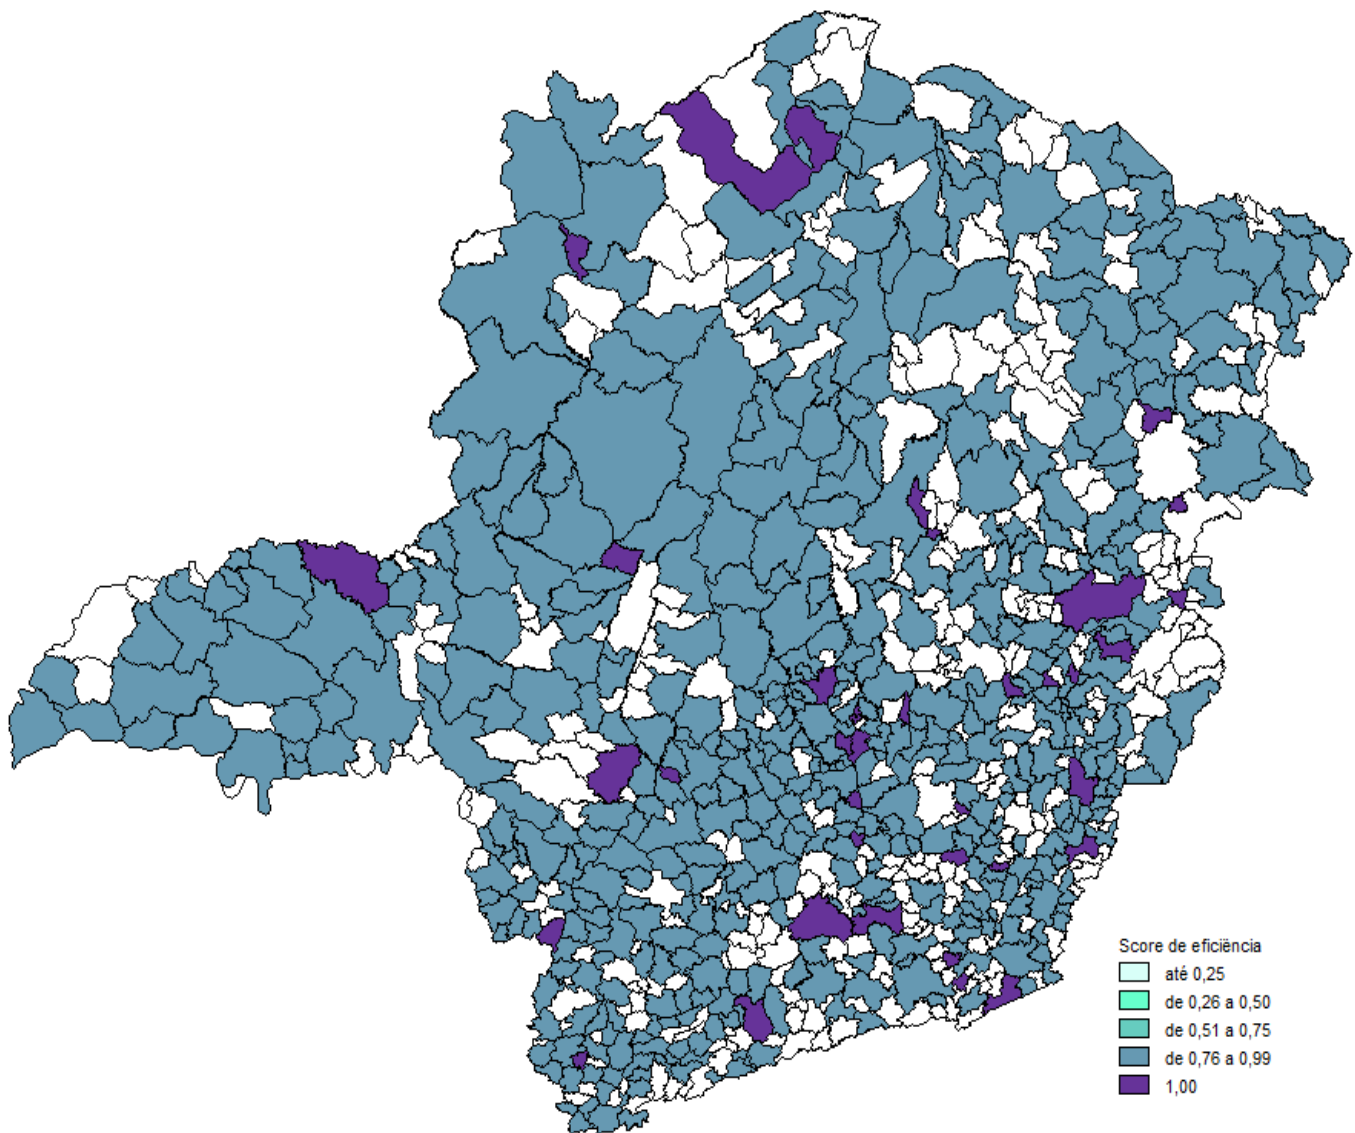 Score de eficiëncia
até 0,25
de 0,26 a 0,50
de 0,51 a 0,75
de 0,76 a 0,99
1,00